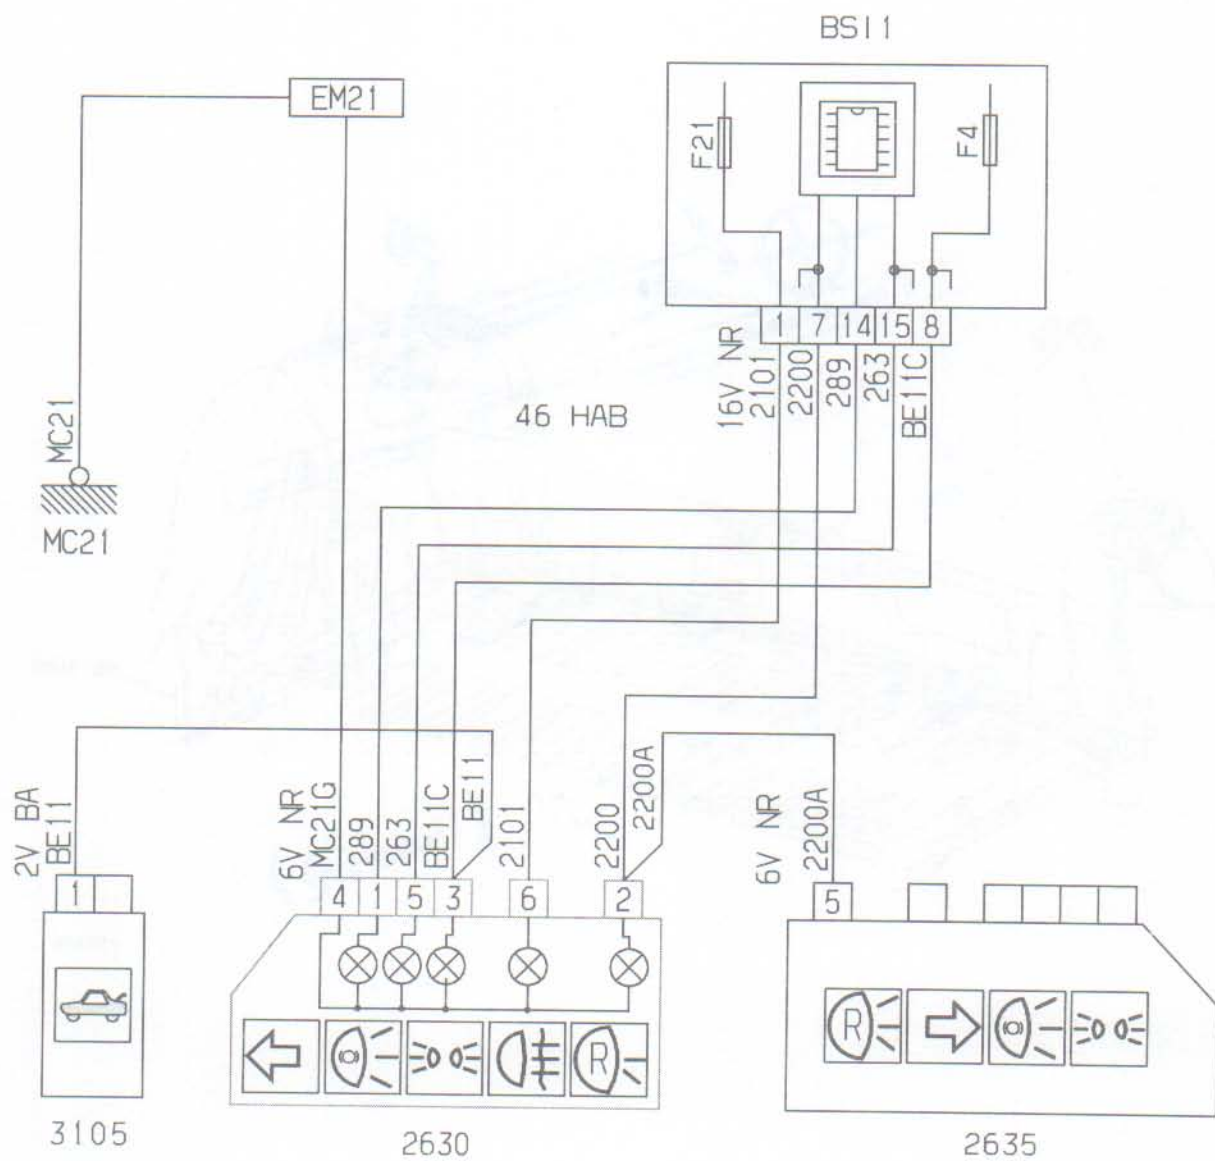 BSI1
EM21
F21
F4
1 7 14 15 8
16V NR
2101
2200
289
263
BE11C
46 HAB
MC21
MC21
2V BA
BE11
6V NR
MC21G
289
263
BE11C
BE11
2101
2200
2200A
6V NR
2200A
1
4 1 5 3 6 2
5
R
R
3105
2630
2635